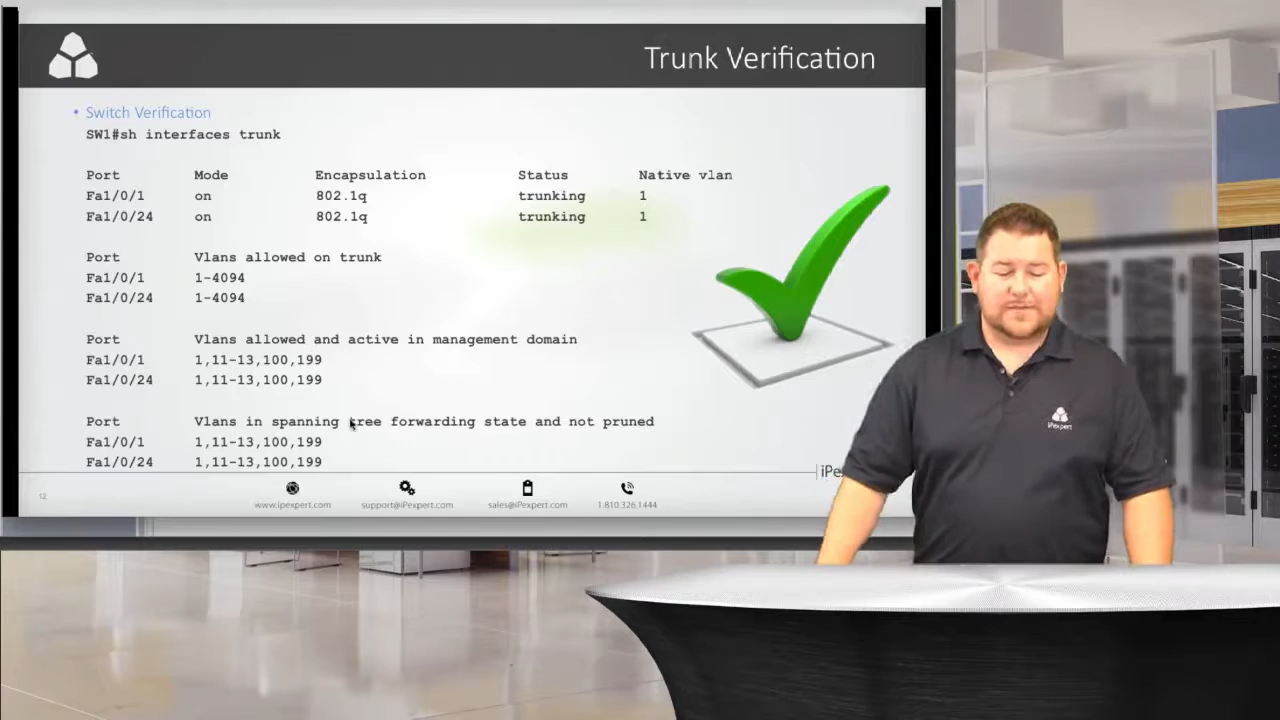 Trunk Verification
• Switch Verification
SW1#sh interfaces trunk
Port Mode Encapsulation Status Native vlan
Fa1/0/1 on 802.1q trunking 1
Fa1/0/24 on 802.1q trunking 1
Port Vlans allowed on trunk
Fa1/0/1 1-4094
Fa1/0/24 1-4094
Port Vlans allowed and active in management domain
Fa1/0/1 1,11-13,100,199
Fa1/0/24 1,11-13,100,199
Port Vlans in spanning tree forwarding state and not pruned
Fa1/0/1 1,11-13,100,199
Fa1/0/24 1,11-13,100,199
12
www.ipexpert.com support@iPexpert.com sales@iPexpert.com 1.810.326.1444
iPexpert